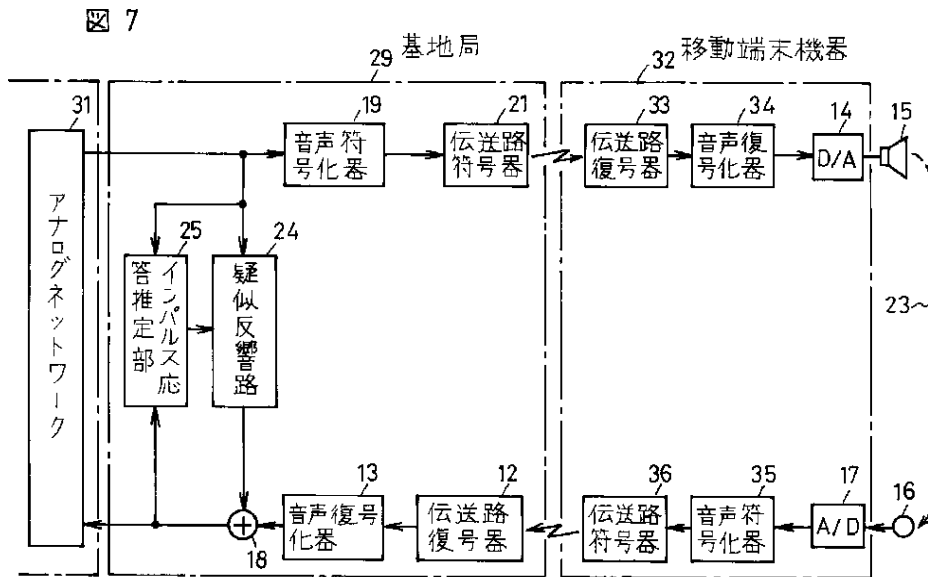 図 7
基地局
移動端末機器
29
32
31
19
21
33
34
14
15
音声符
号化器
伝送路
符号器
伝送路
復号器
音声復
号化器
D/A
アナログネットワーク
25
24
インパルス応
答推定部
疑似反響路
23～
13
12
36
35
17
16
音声復号
化器
伝送路
復号器
伝送路
符号器
音声符
号化器
A/D
18